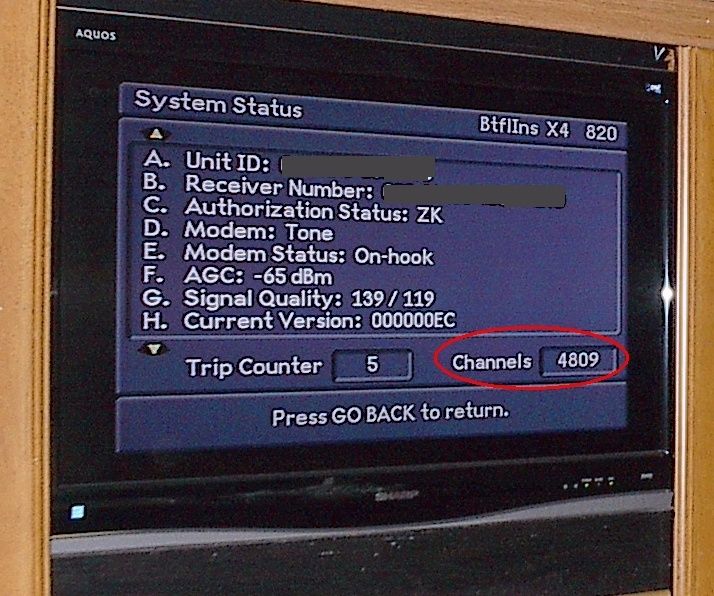 AQUOS
System Status
BtflIns X4 820
A. Unit ID:
B. Receiver Number:
C. Authorization Status: ZK
D. Modem: Tone
E. Modem Status: On-hook
F. AGC: -65 dBm
G. Signal Quality: 139 / 119
H. Current Version: 000000EC
Trip Counter 5 Channels 4809
Press GO BACK to return.
SHARP